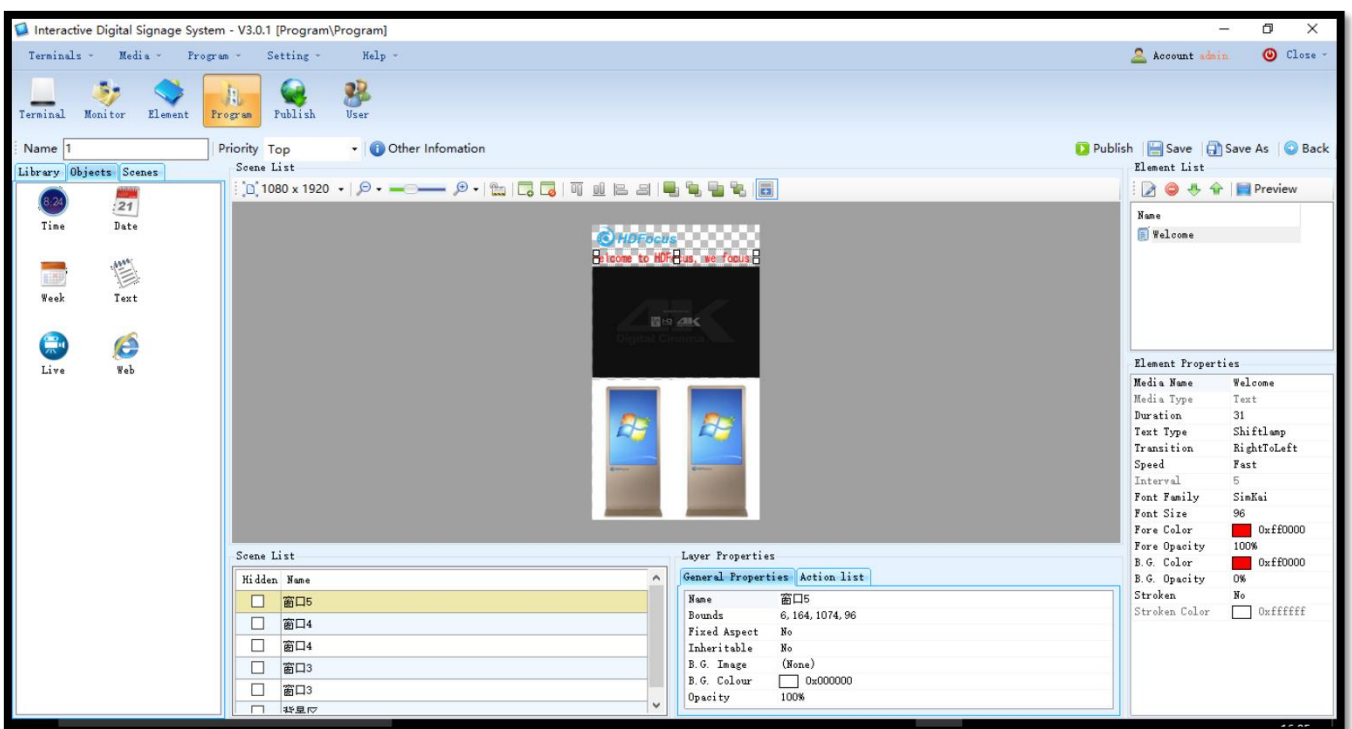 Interactive Digital Signage System - V3.0.1 [Program\Program]
Terminals Media Program Setting Help Account admin Close
Terminal Monitor Element Program Publish User
Name 1 Priority Top Other Infomation Publish Save Save As Back
Library Objects Scenes
8:24 21
Time Date
Week Text
Live Web
Scene List
1080 x 1920
HDFocus
elcome to HDFocus, we focus
4K
Digital Cinema
Scene List
Hidden Name
窗口5
窗口4
窗口4
窗口3
窗口3
Layer Properties
General Properties Action list
Name 窗口5
Bounds 6, 164, 1074, 96
Fixed Aspect No
Inheritable No
B.G. Image (None)
B.G. Colour 0x000000
Opacity 100%
Element List
Preview
Name
Welcome
Element Properties
Media Name Welcome
Media Type Text
Duration 31
Text Type Shiftlamp
Transition RightToLeft
Speed Fast
Interval 5
Font Family SimKai
Font Size 96
Fore Color 0xff0000
Fore Opacity 100%
B.G. Color 0xff0000
B.G. Opacity 0%
Stroken No
Stroken Color 0xffffff